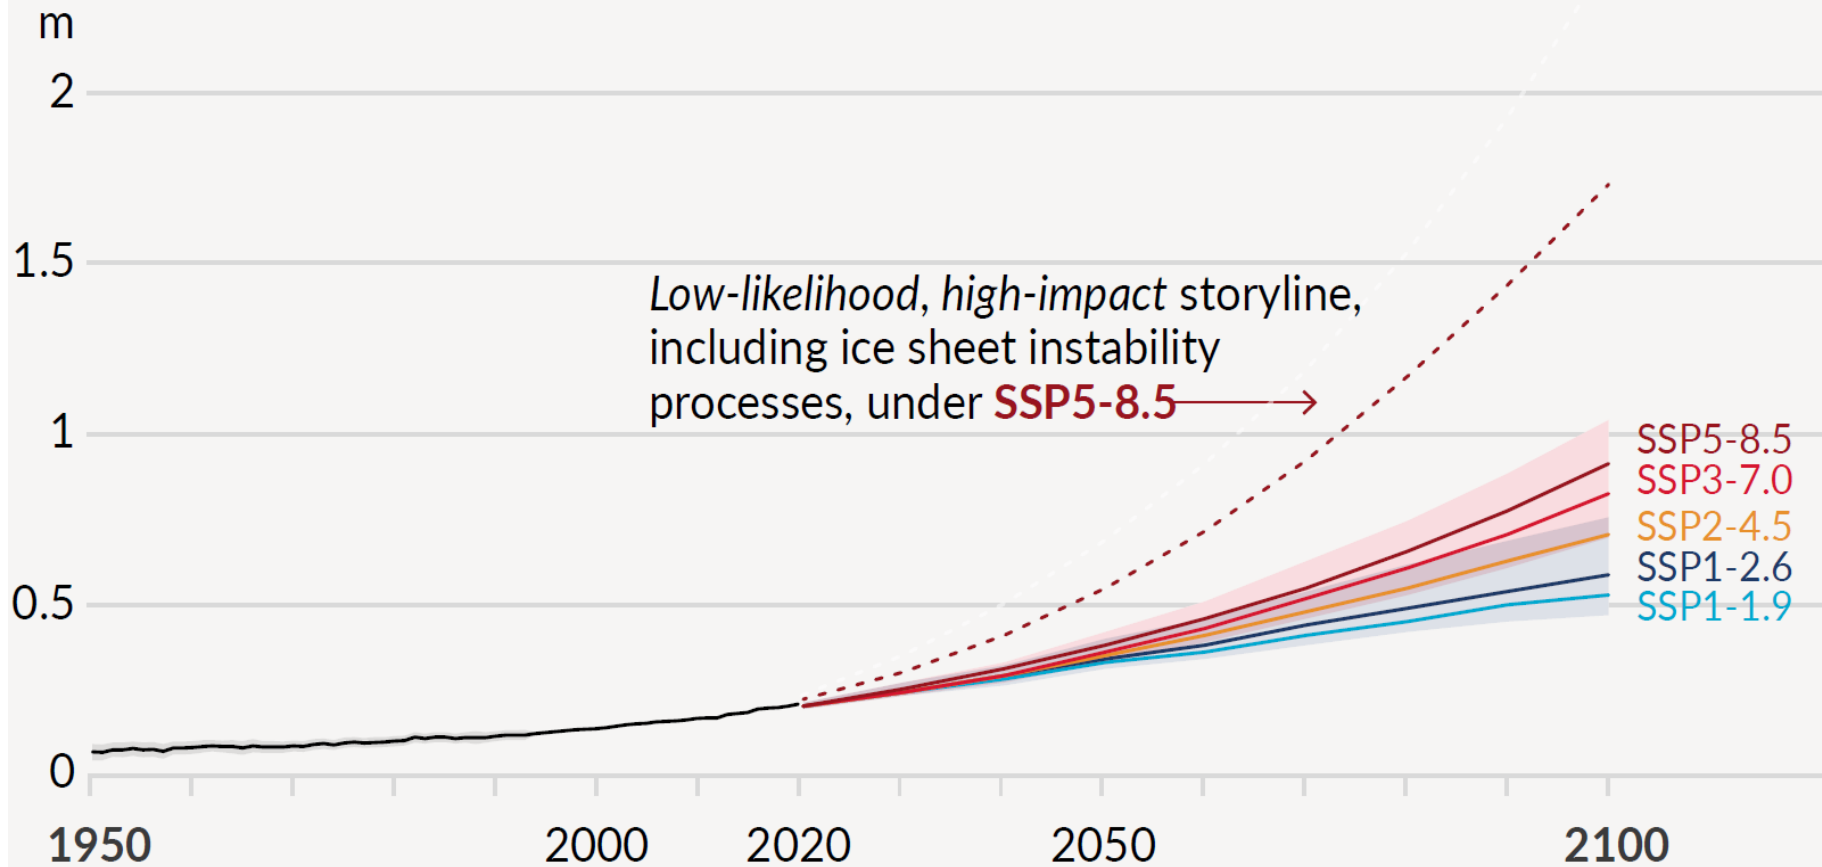 m
2
1.5
Low-likelihood, high-impact storyline,
including ice sheet instability
processes, under SSP5-8.5
1
SSP5-8.5
SSP3-7.0
SSP2-4.5
SSP1-2.6
0.5
SSP1-1.9
0
1950
2000
2020
2050
2100